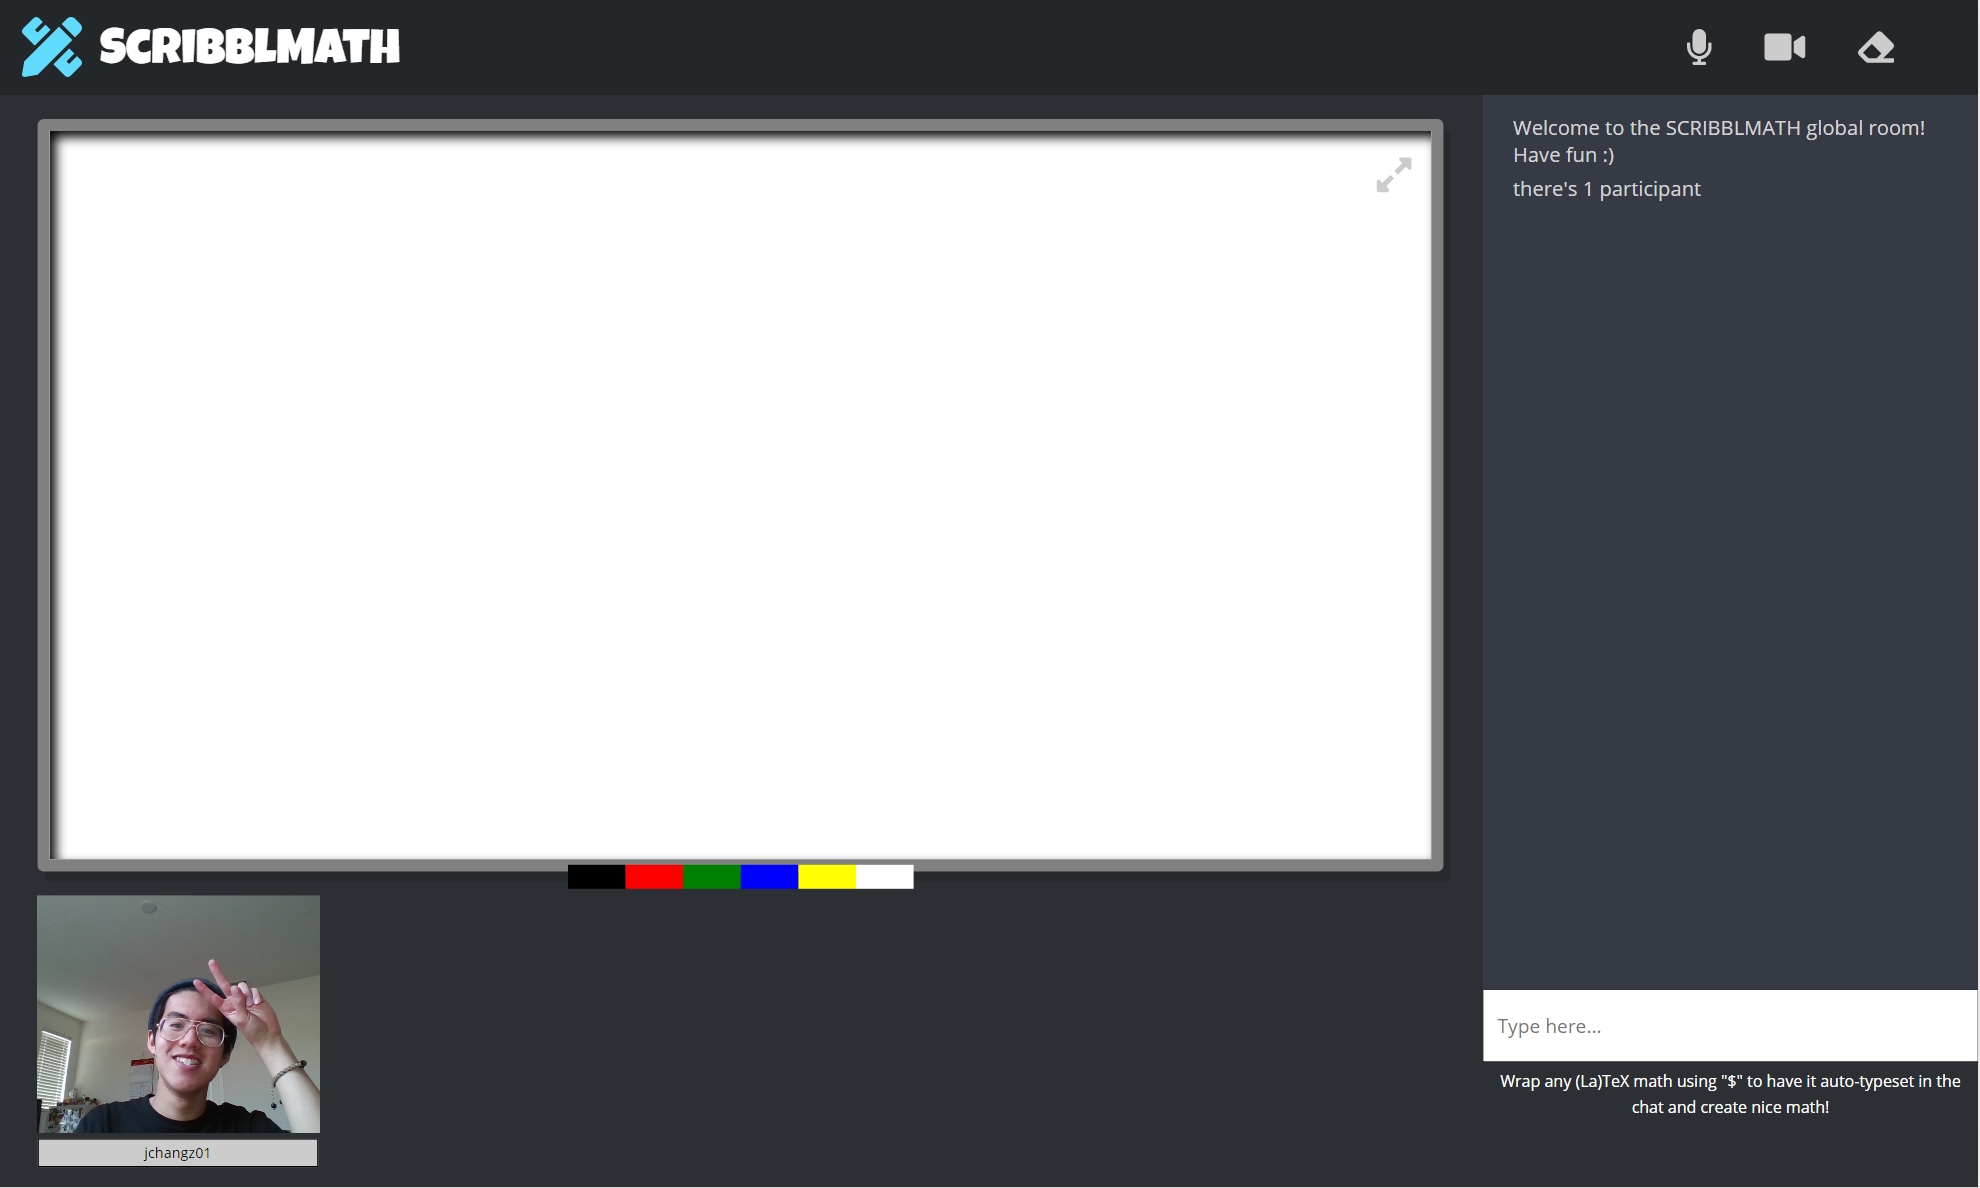 SCRIBBLMATH
Welcome to the SCRIBBLMATH global room!
Have fun :)
there's 1 participant
Type here...
Wrap any (La)TeX math using "$" to have it auto-typeset in the
chat and create nice math!
jchangz01